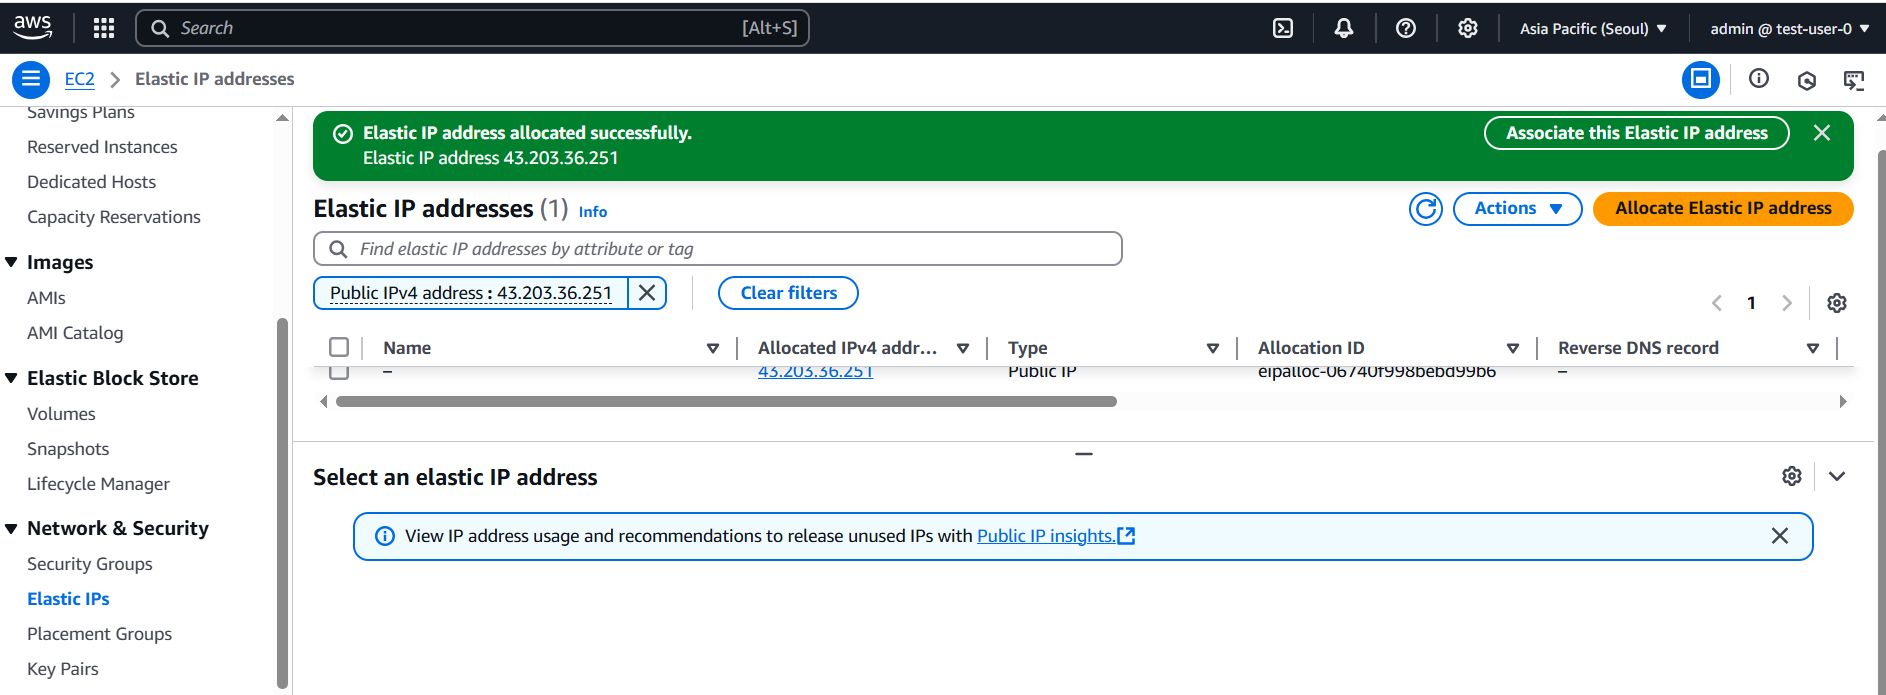 aws
Search [Alt+S]
Asia Pacific (Seoul)
admin @ test-user-0
EC2
Elastic IP addresses
Savings Plans
Reserved Instances
Dedicated Hosts
Capacity Reservations
Images
AMIs
AMI Catalog
Elastic Block Store
Volumes
Snapshots
Lifecycle Manager
Network & Security
Security Groups
Elastic IPs
Placement Groups
Key Pairs
Elastic IP address allocated successfully.
Elastic IP address 43.203.36.251
Associate this Elastic IP address
Elastic IP addresses (1) Info
Actions
Allocate Elastic IP address
Find elastic IP addresses by attribute or tag
Public IPv4 address : 43.203.36.251
Clear filters
1
Name Allocated IPv4 addr... Type Allocation ID Reverse DNS record
– 43.203.36.251 Public IP eipalloc-06740f998bebd99b6 –
Select an elastic IP address
View IP address usage and recommendations to release unused IPs with Public IP insights.